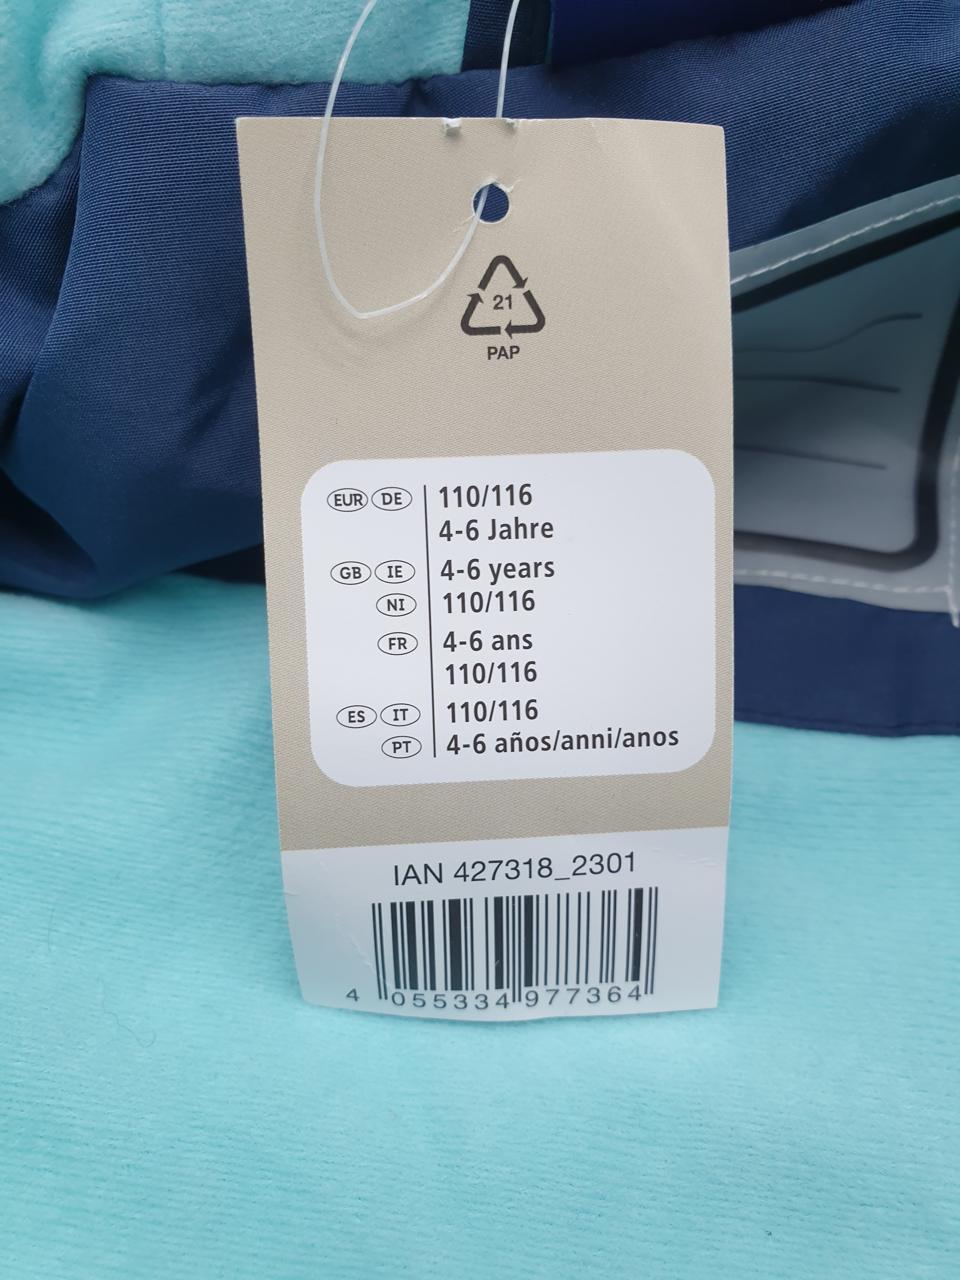 21
PAP
EUR DE 110/116
4-6 Jahre
GB IE 4-6 years
NI 110/116
FR 4-6 ans
110/116
ES IT 110/116
PT 4-6 años/anni/anos
IAN 427318_2301
4 055334 977364